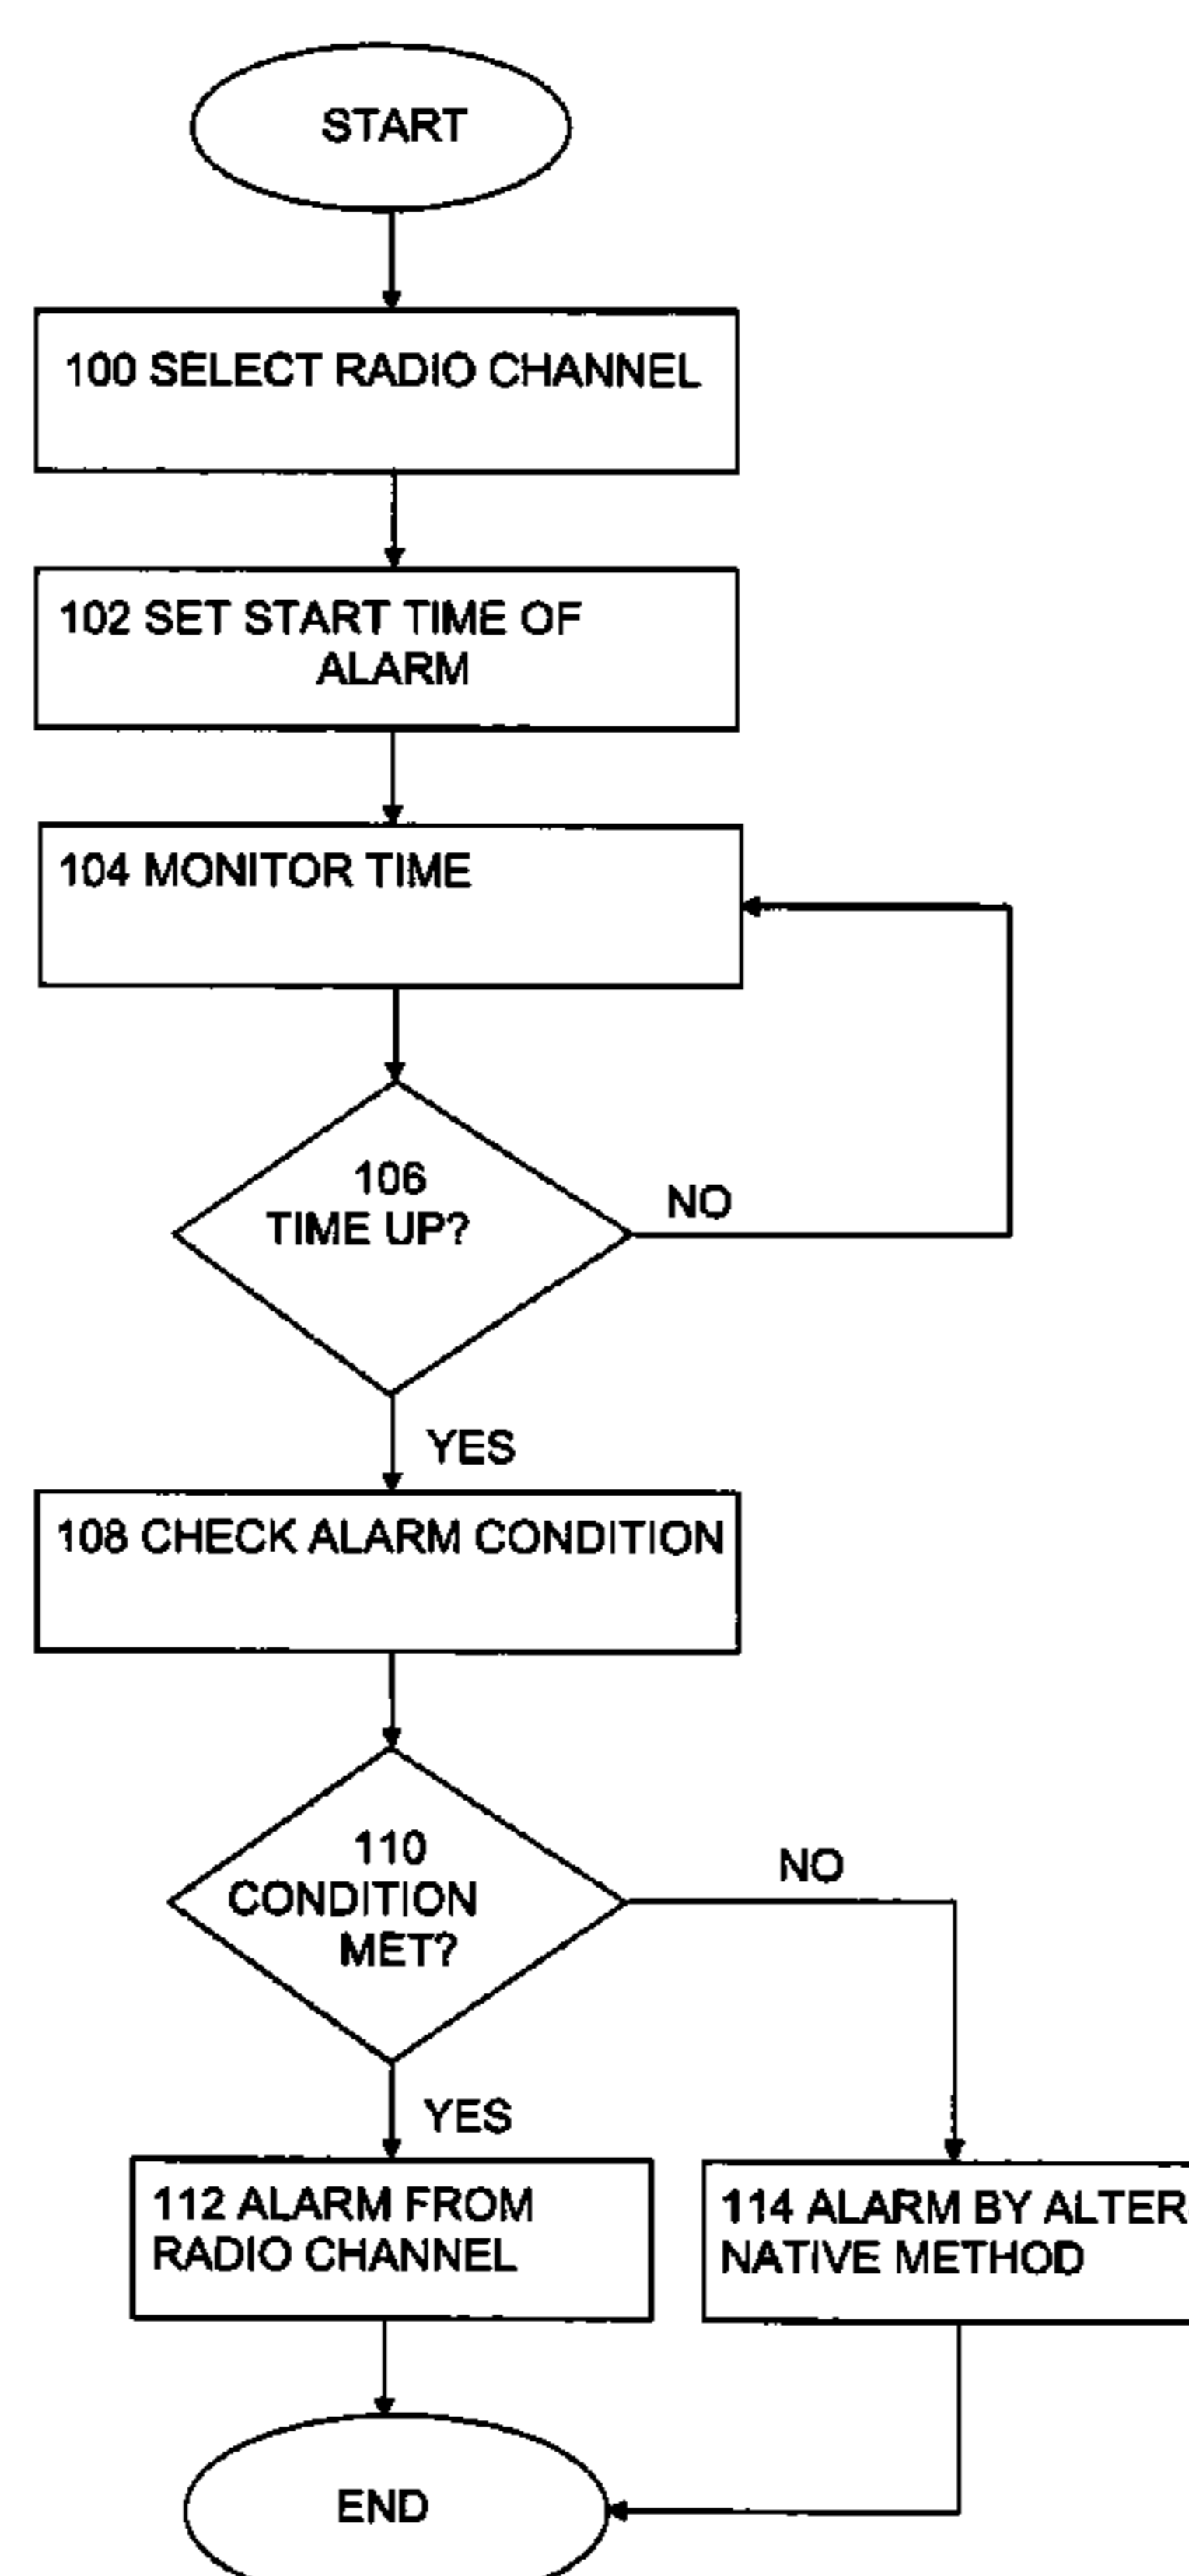 START
100 SELECT RADIO CHANNEL
102 SET START TIME OF
ALARM
104 MONITOR TIME
106
TIME UP?
NO
YES
108 CHECK ALARM CONDITION
110
CONDITION
MET?
NO
YES
112 ALARM FROM
RADIO CHANNEL
114 ALARM BY ALTER
NATIVE METHOD
END